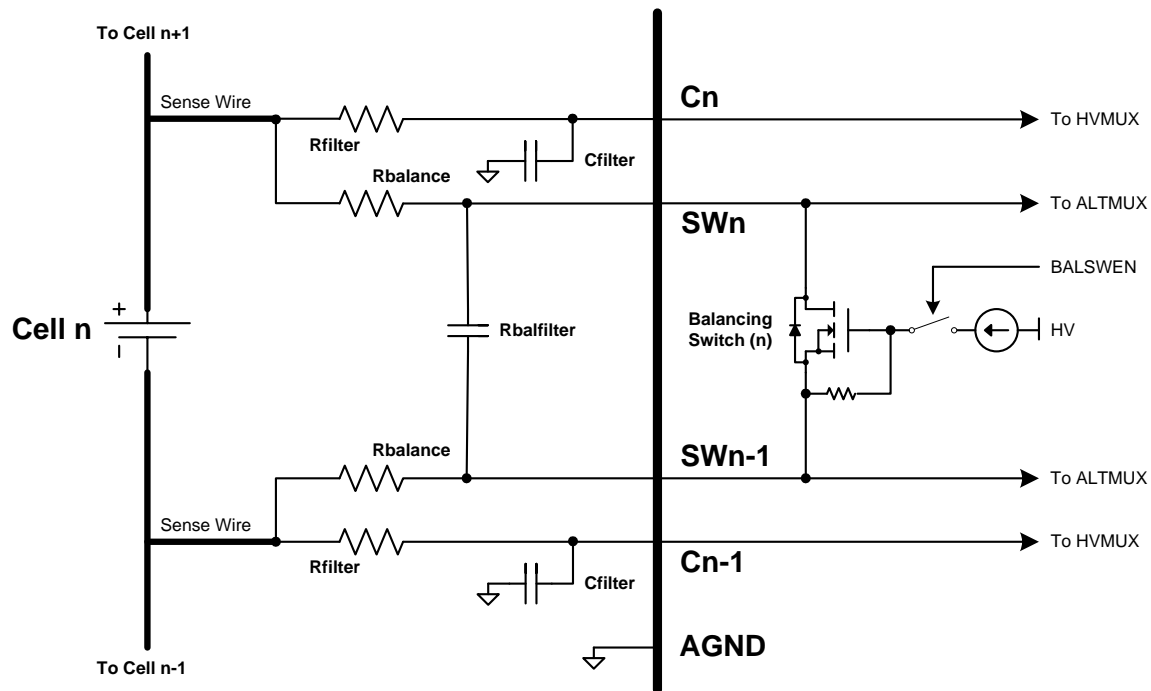 To Cell n+1
Sense Wire
Rfilter
Cfilter
Cn
To HVMUX
Rbalance
SWn
To ALTMUX
BALSWEN
Cell n
+
–
Rbalfilter
Balancing
Switch (n)
HV
Rbalance
SWn-1
To ALTMUX
Sense Wire
Rfilter
Cfilter
Cn-1
To HVMUX
AGND
To Cell n-1